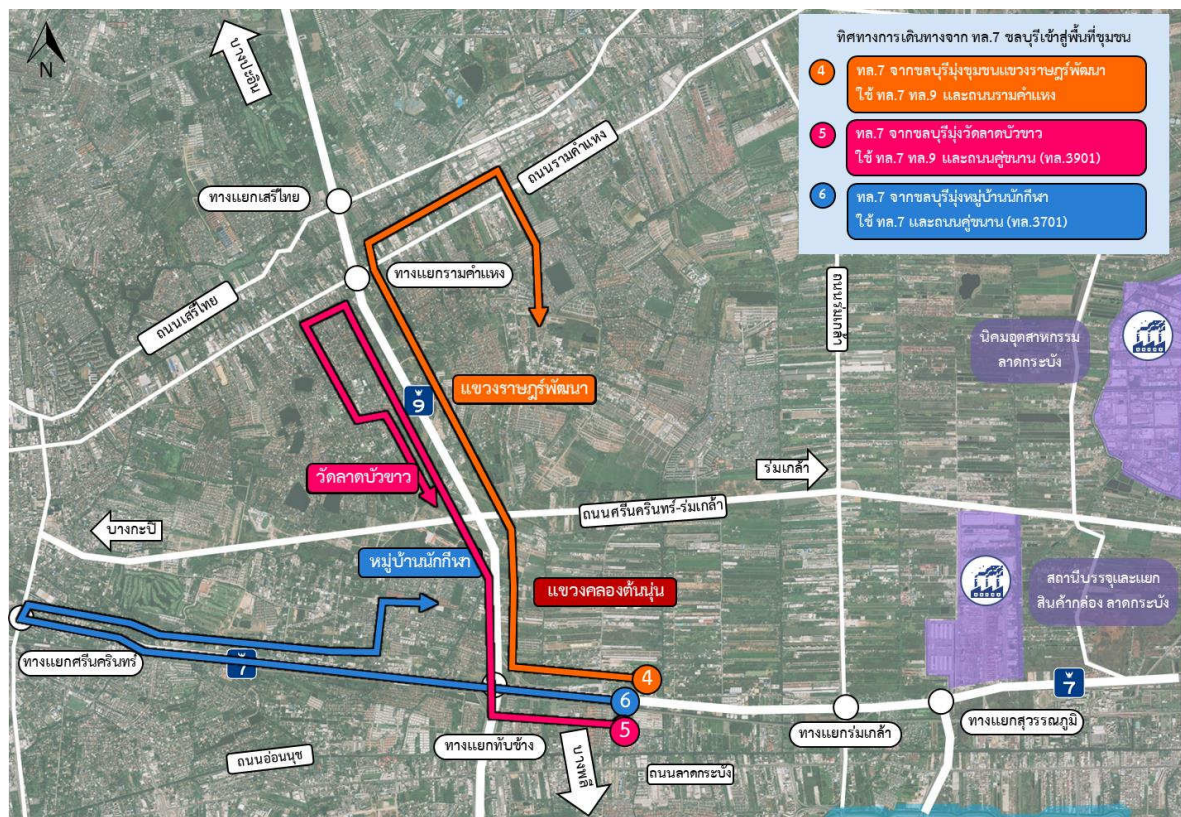 N
บางปะอิน
ทิศทางการเดินทางจาก ทล.7 ชลบุรีเข้าสู่พื้นที่ชุมชน
4
ทล.7 จากชลบุรีมุ่งชุมชนแขวงราษฎร์พัฒนา
ใช้ ทล.7 ทล.9 และถนนรามคำแหง
5
ทล.7 จากชลบุรีมุ่งวัดลาดบัวขาว
ใช้ ทล.7 ทล.9 และถนนคู่ขนาน (ทล.3901)
6
ทล.7 จากชลบุรีมุ่งหมู่บ้านนักกีฬา
ใช้ ทล.7 และถนนคู่ขนาน (ทล.3701)
ถนนรามคำแหง
ทางแยกเสรีไทย
ทางแยกรามคำแหง
ถนนเสรีไทย
ถนนร่มเกล้า
นิคมอุตสาหกรรม
ลาดกระบัง
แขวงราษฎร์พัฒนา
9
วัดลาดบัวขาว
ร่มเกล้า
ถนนศรีนครินทร์-ร่มเกล้า
บางกะปิ
หมู่บ้านนักกีฬา
แขวงคลองต้นนุ่น
สถานีบรรจุและแยก
สินค้ากล่อง ลาดกระบัง
ทางแยกศรีนครินทร์
7
4
6
5
7
ทางแยกสุวรรณภูมิ
ทางแยกร่มเกล้า
ทางแยกทับช้าง
ถนนอ่อนนุช
บางพลี
ถนนลาดกระบัง